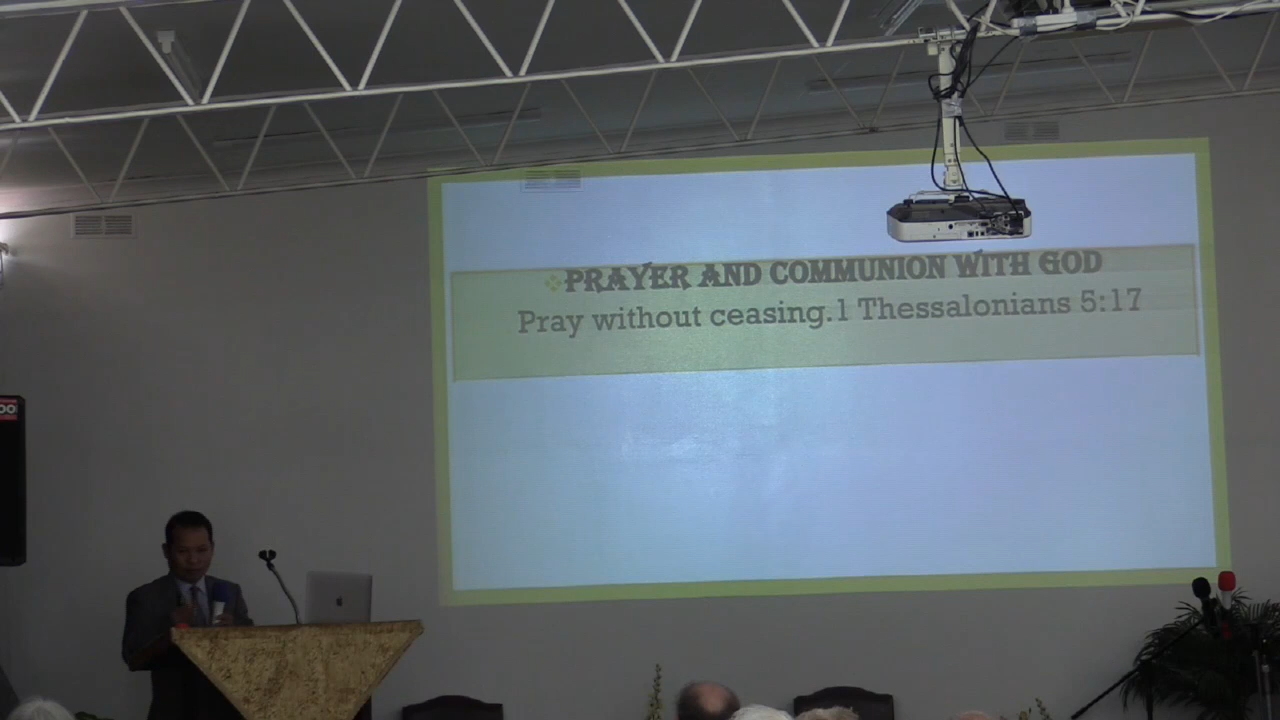 PRAYER AND COMMUNION WITH GOD
Pray without ceasing.1 Thessalonians 5:17